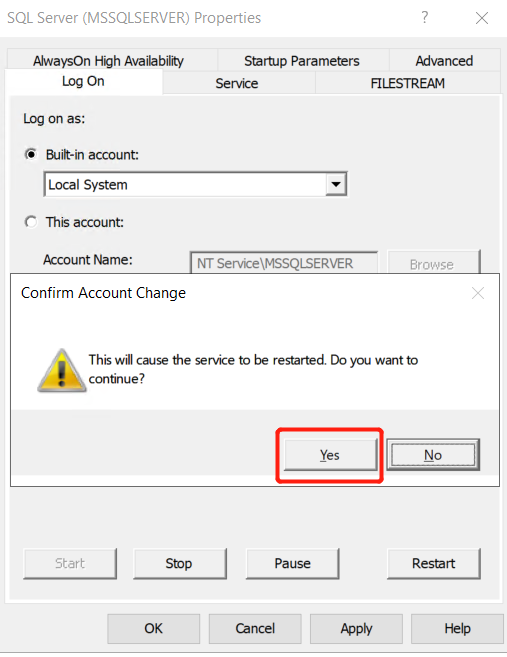 SQL Server (MSSQLSERVER) Properties
?
AlwaysOn High Availability
Startup Parameters
Advanced
Log On
Service
FILESTREAM
Log on as:
Built-in account:
Local System
This account:
Account Name:
NT Service\MSSQLSERVER
Browse
Confirm Account Change
This will cause the service to be restarted. Do you want to
continue?
Yes
No
Start
Stop
Pause
Restart
OK
Cancel
Apply
Help